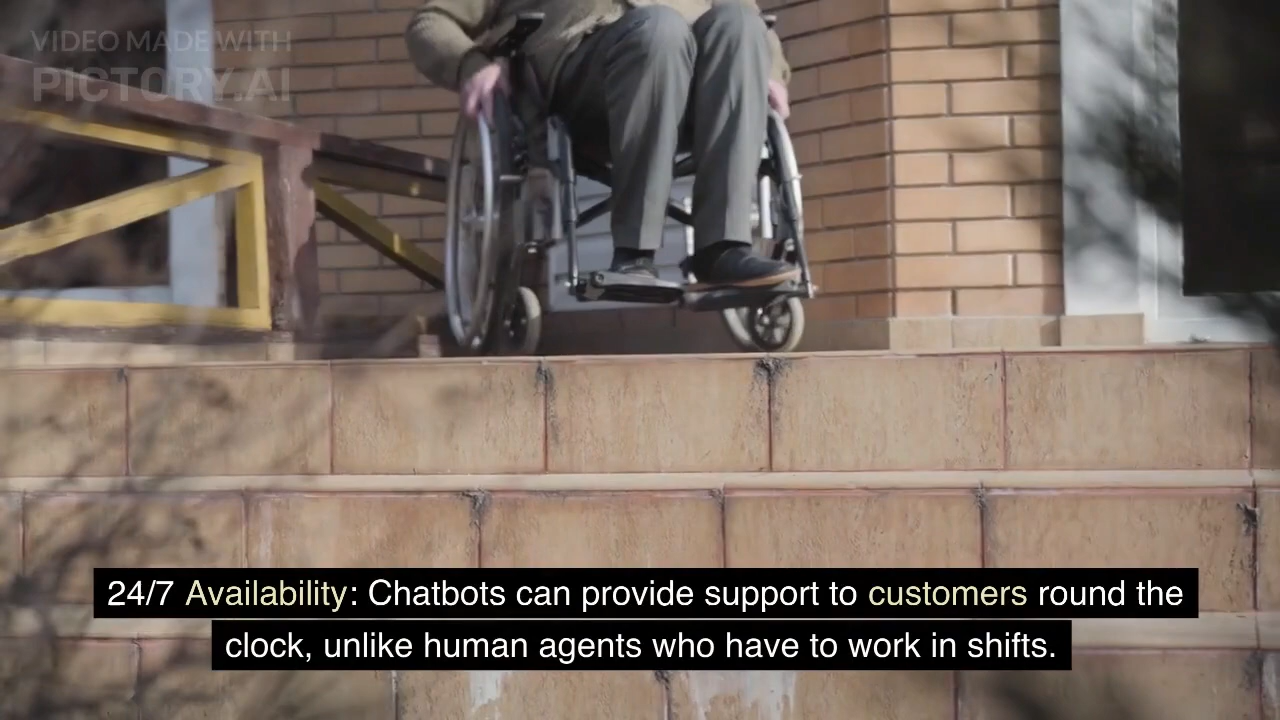 VIDEO MADE WITH
PICTORY.AI
24/7 Availability: Chatbots can provide support to customers round the
clock, unlike human agents who have to work in shifts.